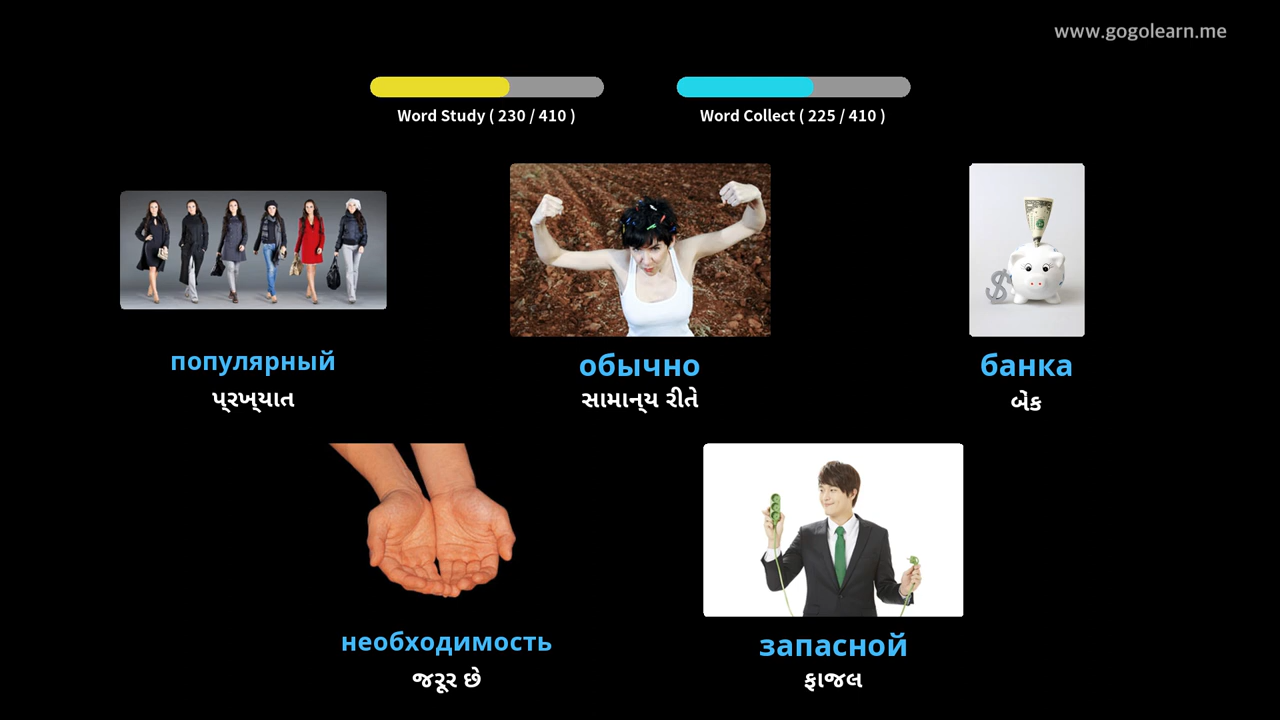 www.gogolearn.me
Word Study ( 230 / 410 )
Word Collect ( 225 / 410 )
популярный
પ્રખ્યાત
обычно
સામાન્ય રીતે
банка
બેંક
необходимость
જરૂર છે
запасной
ફાજલ